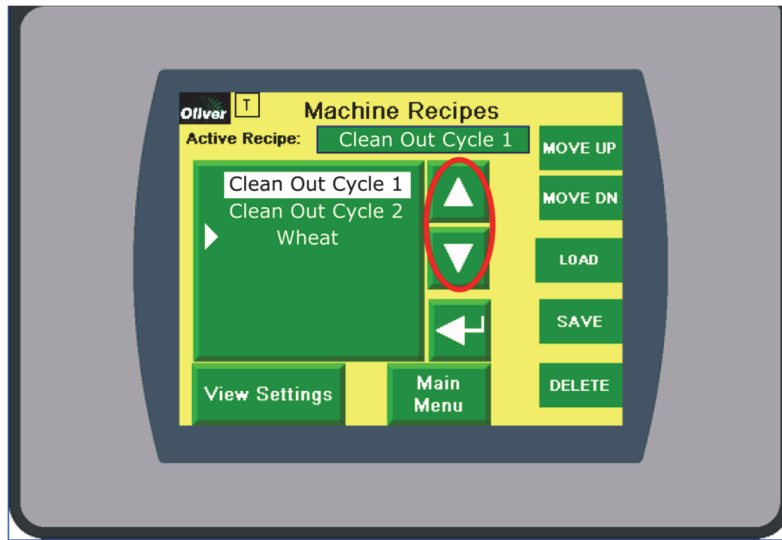 Oliver
T
Machine Recipes
Active Recipe: Clean Out Cycle 1
MOVE UP
Clean Out Cycle 1
MOVE DN
Clean Out Cycle 2
Wheat
LOAD
SAVE
View Settings
Main
Menu
DELETE